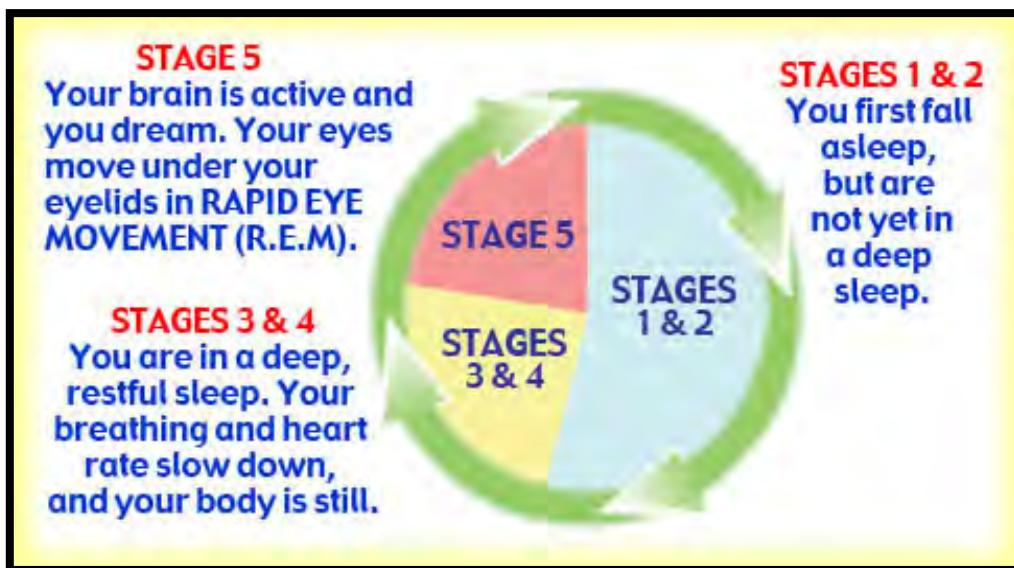 STAGE 5
Your brain is active and
you dream. Your eyes
move under your
eyelids in RAPID EYE
MOVEMENT (R.E.M).
STAGES 3 & 4
You are in a deep,
restful sleep. Your
breathing and heart
rate slow down,
and your body is still.
STAGE 5
STAGES
3 & 4
STAGES
1 & 2
STAGES 1 & 2
You first fall
asleep,
but are
not yet in
a deep
sleep.